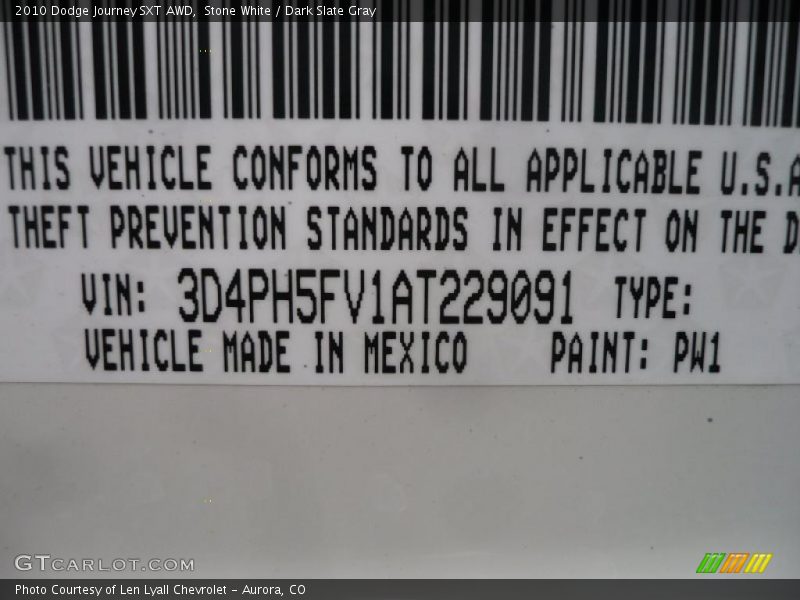 2010 Dodge Journey SXT AWD,  Stone White / Dark Slate Gray
THIS VEHICLE CONFORMS TO ALL APPLICABLE U.S.A
THEFT PREVENTION STANDARDS IN EFFECT ON THE D
VIN: 3D4PH5FV1AT229091 TYPE:
VEHICLE MADE IN MEXICO PAINT: PW1
GTCARLOT.COM
Photo Courtesy of Len Lyall Chevrolet - Aurora, CO